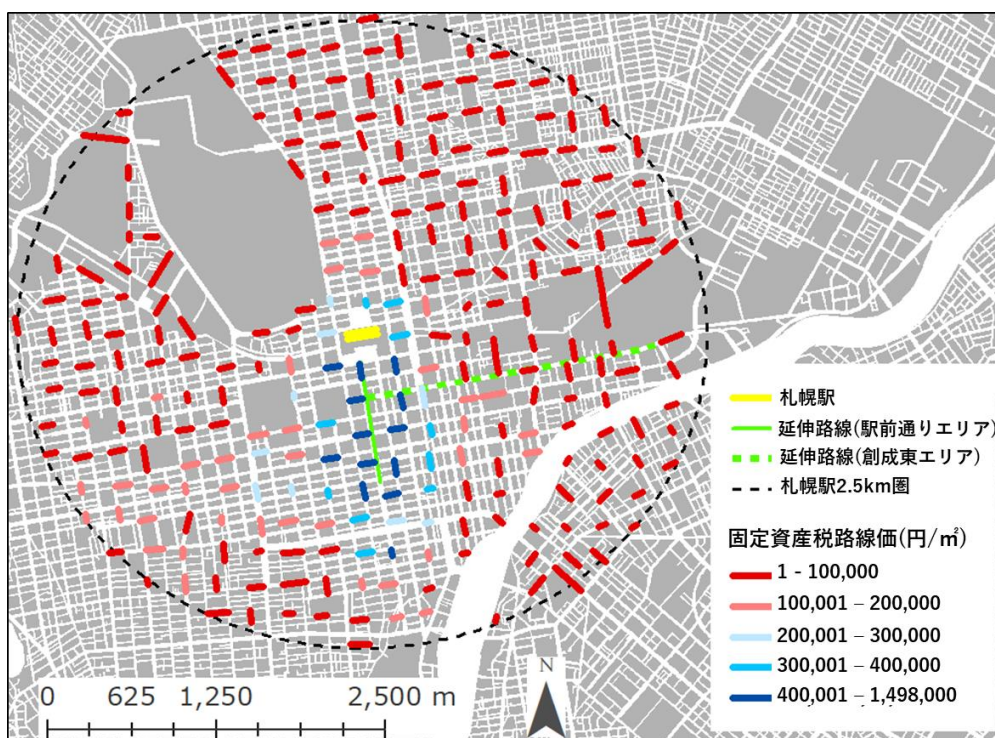 札幌駅
延伸路線(駅前通りエリア)
延伸路線(創成東エリア)
札幌駅2.5km圏
固定資産税路線価(円/㎡)
1 - 100,000
100,001 – 200,000
200,001 – 300,000
300,001 – 400,000
400,001 – 1,498,000
0 625 1,250 2,500 m
N